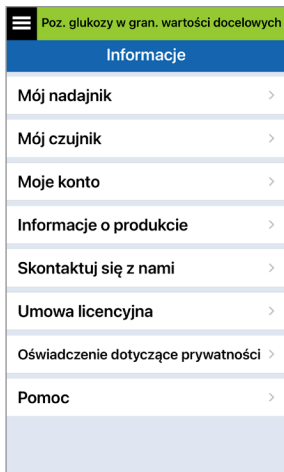 Poz. glukozy w gran. wartości docelowych
Informacje
Mój nadajnik
Mój czujnik
Moje konto
Informacje o produkcie
Skontaktuj się z nami
Umowa licencyjna
Oświadczenie dotyczące prywatności
Pomoc